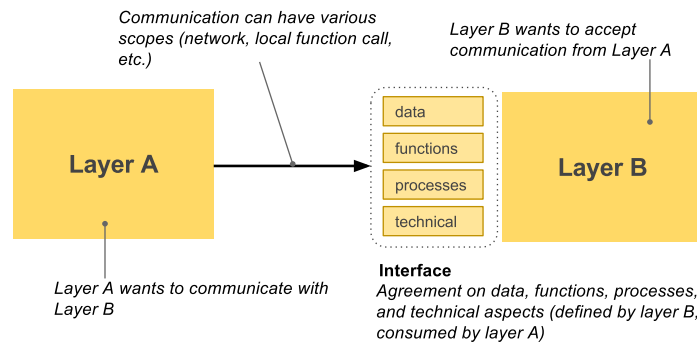 Communication can have various
scopes (network, local function call,
etc.)
Layer B wants to accept
communication from Layer A
Layer A
data
functions
processes
technical
Layer B
Layer A wants to communicate with
Layer B
Interface
Agreement on data, functions, processes,
and technical aspects (defined by layer B,
consumed by layer A)